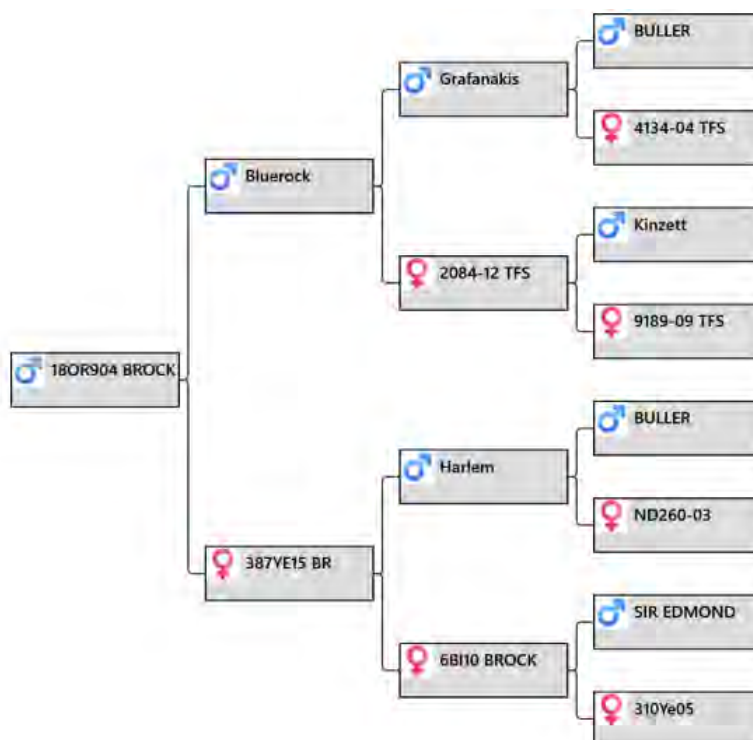 BULLER
Grafanakis
4134-04 TFS
Bluerock
Kinzett
2084-12 TFS
9189-09 TFS
18OR904 BROCK
BULLER
Harlem
ND260-03
387YE15 BR
SIR EDMOND
6BI10 BROCK
310Ye05